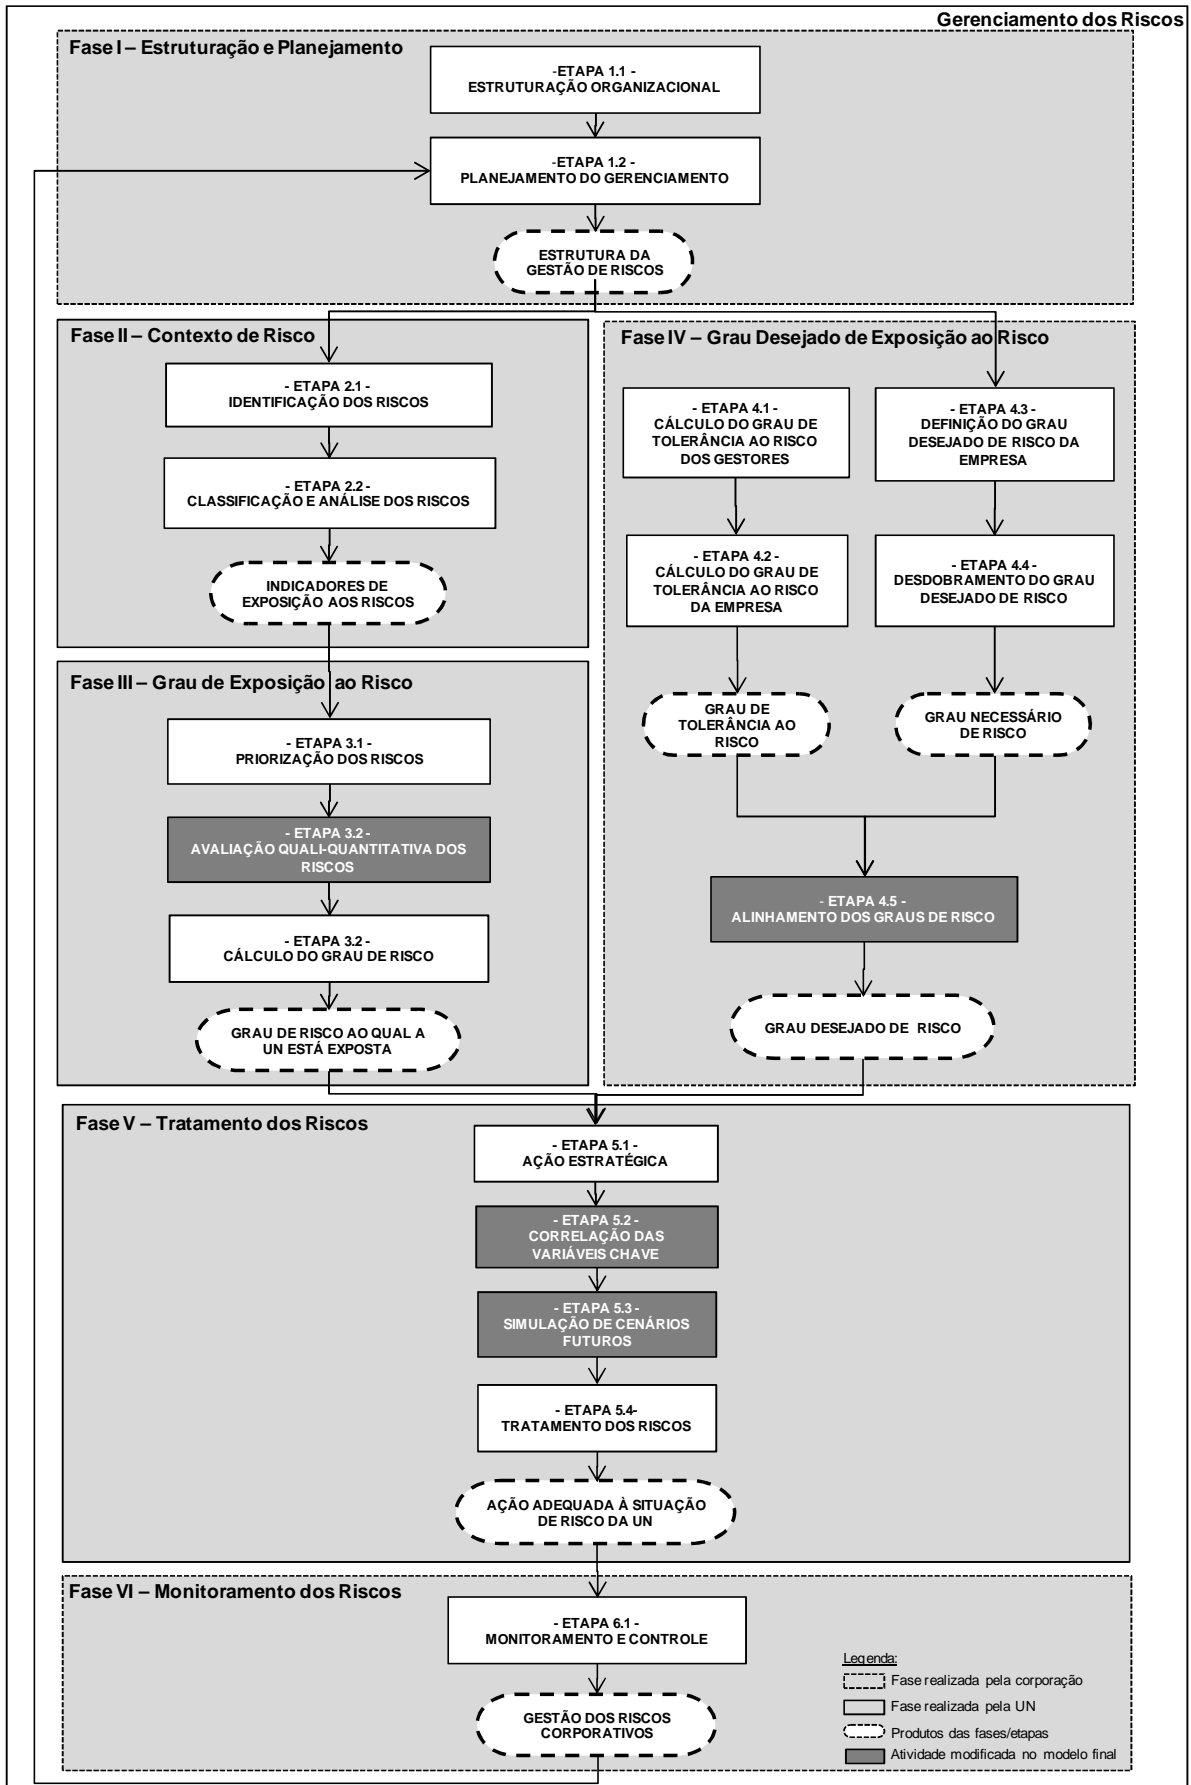 Gerenciamento dos Riscos
Fase I – Estruturação e Planejamento
-ETAPA 1.1 -
ESTRUTURAÇÃO ORGANIZACIONAL
-ETAPA 1.2 -
PLANEJAMENTO DO GERENCIAMENTO
ESTRUTURA DA
GESTÃO DE RISCOS
Fase II – Contexto de Risco
- ETAPA 2.1 -
IDENTIFICAÇÃO DOS RISCOS
- ETAPA 2.2 -
CLASSIFICAÇÃO E ANÁLISE DOS RISCOS
INDICADORES DE
EXPOSIÇÃO AOS RISCOS
Fase III – Grau de Exposição ao Risco
- ETAPA 3.1 -
PRIORIZAÇÃO DOS RISCOS
- ETAPA 3.2 -
AVALIAÇÃO QUALI-QUANTITATIVA DOS
RISCOS
- ETAPA 3.2 -
CÁLCULO DO GRAU DE RISCO
GRAU DE RISCO AO QUAL A
UN ESTÁ EXPOSTA
Fase IV – Grau Desejado de Exposição ao Risco
- ETAPA 4.1 -
CÁLCULO DO GRAU DE
TOLERÂNCIA AO RISCO
DOS GESTORES
- ETAPA 4.2 -
CÁLCULO DO GRAU DE
TOLERÂNCIA AO RISCO
DA EMPRESA
GRAU DE
TOLERÂNCIA AO
RISCO
- ETAPA 4.3 -
DEFINIÇÃO DO GRAU
DESEJADO DE RISCO DA
EMPRESA
- ETAPA 4.4 -
DESDOBRAMENTO DO GRAU
DESEJADO DE RISCO
GRAU NECESSÁRIO
DE RISCO
- ETAPA 4.5 -
ALINHAMENTO DOS GRAUS DE RISCO
GRAU DESEJADO DE RISCO
Fase V – Tratamento dos Riscos
- ETAPA 5.1 -
AÇÃO ESTRATÉGICA
- ETAPA 5.2 -
CORRELAÇÃO DAS
VARIÁVEIS CHAVE
- ETAPA 5.3 -
SIMULAÇÃO DE CENÁRIOS
FUTUROS
- ETAPA 5.4-
TRATAMENTO DOS RISCOS
AÇÃO ADEQUADA À SITUAÇÃO
DE RISCO DA UN
Fase VI – Monitoramento dos Riscos
- ETAPA 6.1 -
MONITORAMENTO E CONTROLE
GESTÃO DOS RISCOS
CORPORATIVOS
Legenda:
Fase realizada pela corporação
Fase realizada pela UN
Produtos das fases/etapas
Atividade modificada no modelo final